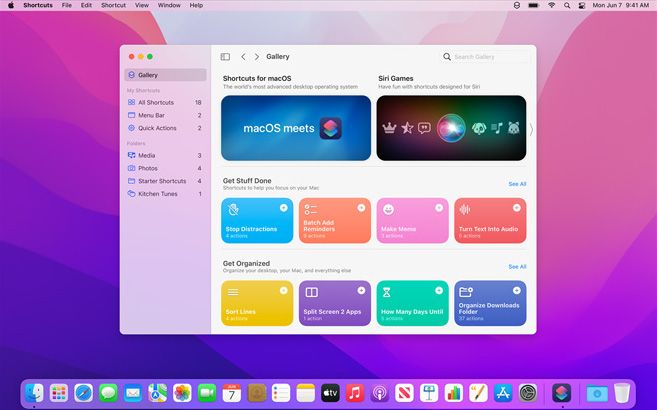 Shortcuts File Edit Shortcut View Window Help Mon Jun 7 9:41 AM
Gallery
Search Gallery
Gallery
My Shortcuts
All Shortcuts 18
Menu Bar 2
Quick Actions 2
Folders
Media 3
Photos 4
Starter Shortcuts 4
Kitchen Tunes 1
Shortcuts for macOS
The world's most advanced desktop operating system
macOS meets
Siri Games
Have fun with shortcuts designed for Siri
Get Stuff Done
Shortcuts to help you focus on your Mac
See All
Stop Distractions
4 actions
Batch Add
Reminders
9 actions
Make Meme
3 actions
Turn Text Into Audio
5 actions
Get Organized
Organize your desktop, your Mac, and everything else
See All
Sort Lines
4 actions
Split Screen 2 Apps
1 action
How Many Days Until
5 actions
Organize Downloads
Folder
37 actions
JUN
7
tv